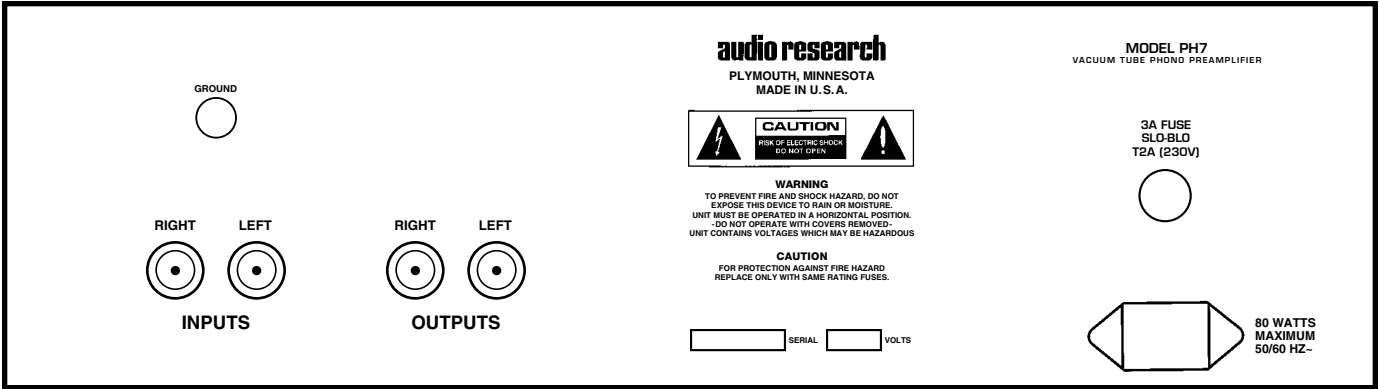 GROUND
RIGHT LEFT
INPUTS
RIGHT LEFT
OUTPUTS
audio research
PLYMOUTH, MINNESOTA
MADE IN U.S.A.
CAUTION
RISK OF ELECTRIC SHOCK
DO NOT OPEN
WARNING
TO PREVENT FIRE AND SHOCK HAZARD, DO NOT
EXPOSE THIS DEVICE TO RAIN OR MOISTURE.
UNIT MUST BE OPERATED IN A HORIZONTAL POSITION.
-DO NOT OPERATE WITH COVERS REMOVED-
UNIT CONTAINS VOLTAGES WHICH MAY BE HAZARDOUS
CAUTION
FOR PROTECTION AGAINST FIRE HAZARD
REPLACE ONLY WITH SAME RATING FUSES.
SERIAL VOLTS
MODEL PH7
VACUUM TUBE PHONO PREAMPLIFIER
3A FUSE
SLO-BLO
T2A (230V)
80 WATTS
MAXIMUM
50/60 HZ~